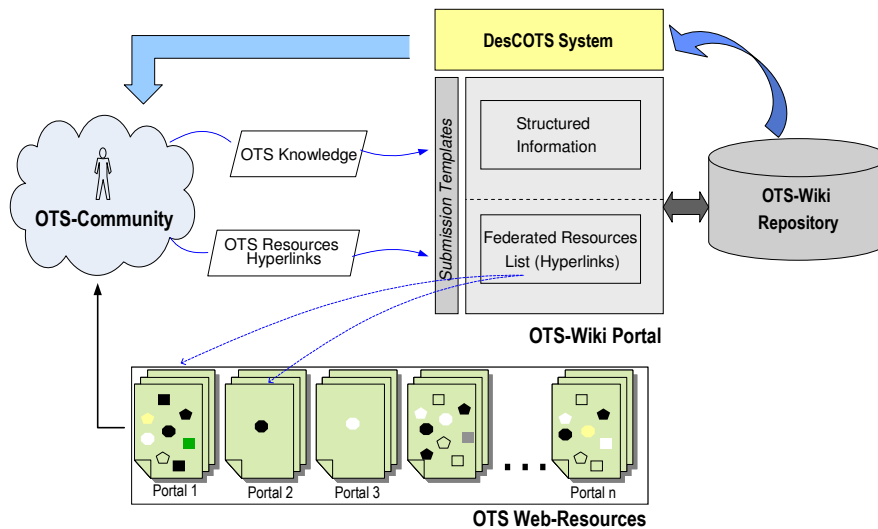 DesCOTS System
OTS Knowledge
Submission Templates
Structured
Information
OTS-Wiki
Repository
OTS-Community
OTS Resources
Hyperlinks
Federated Resources
List (Hyperlinks)
OTS-Wiki Portal
Portal 1
Portal 2
Portal 3
Portal n
OTS Web-Resources